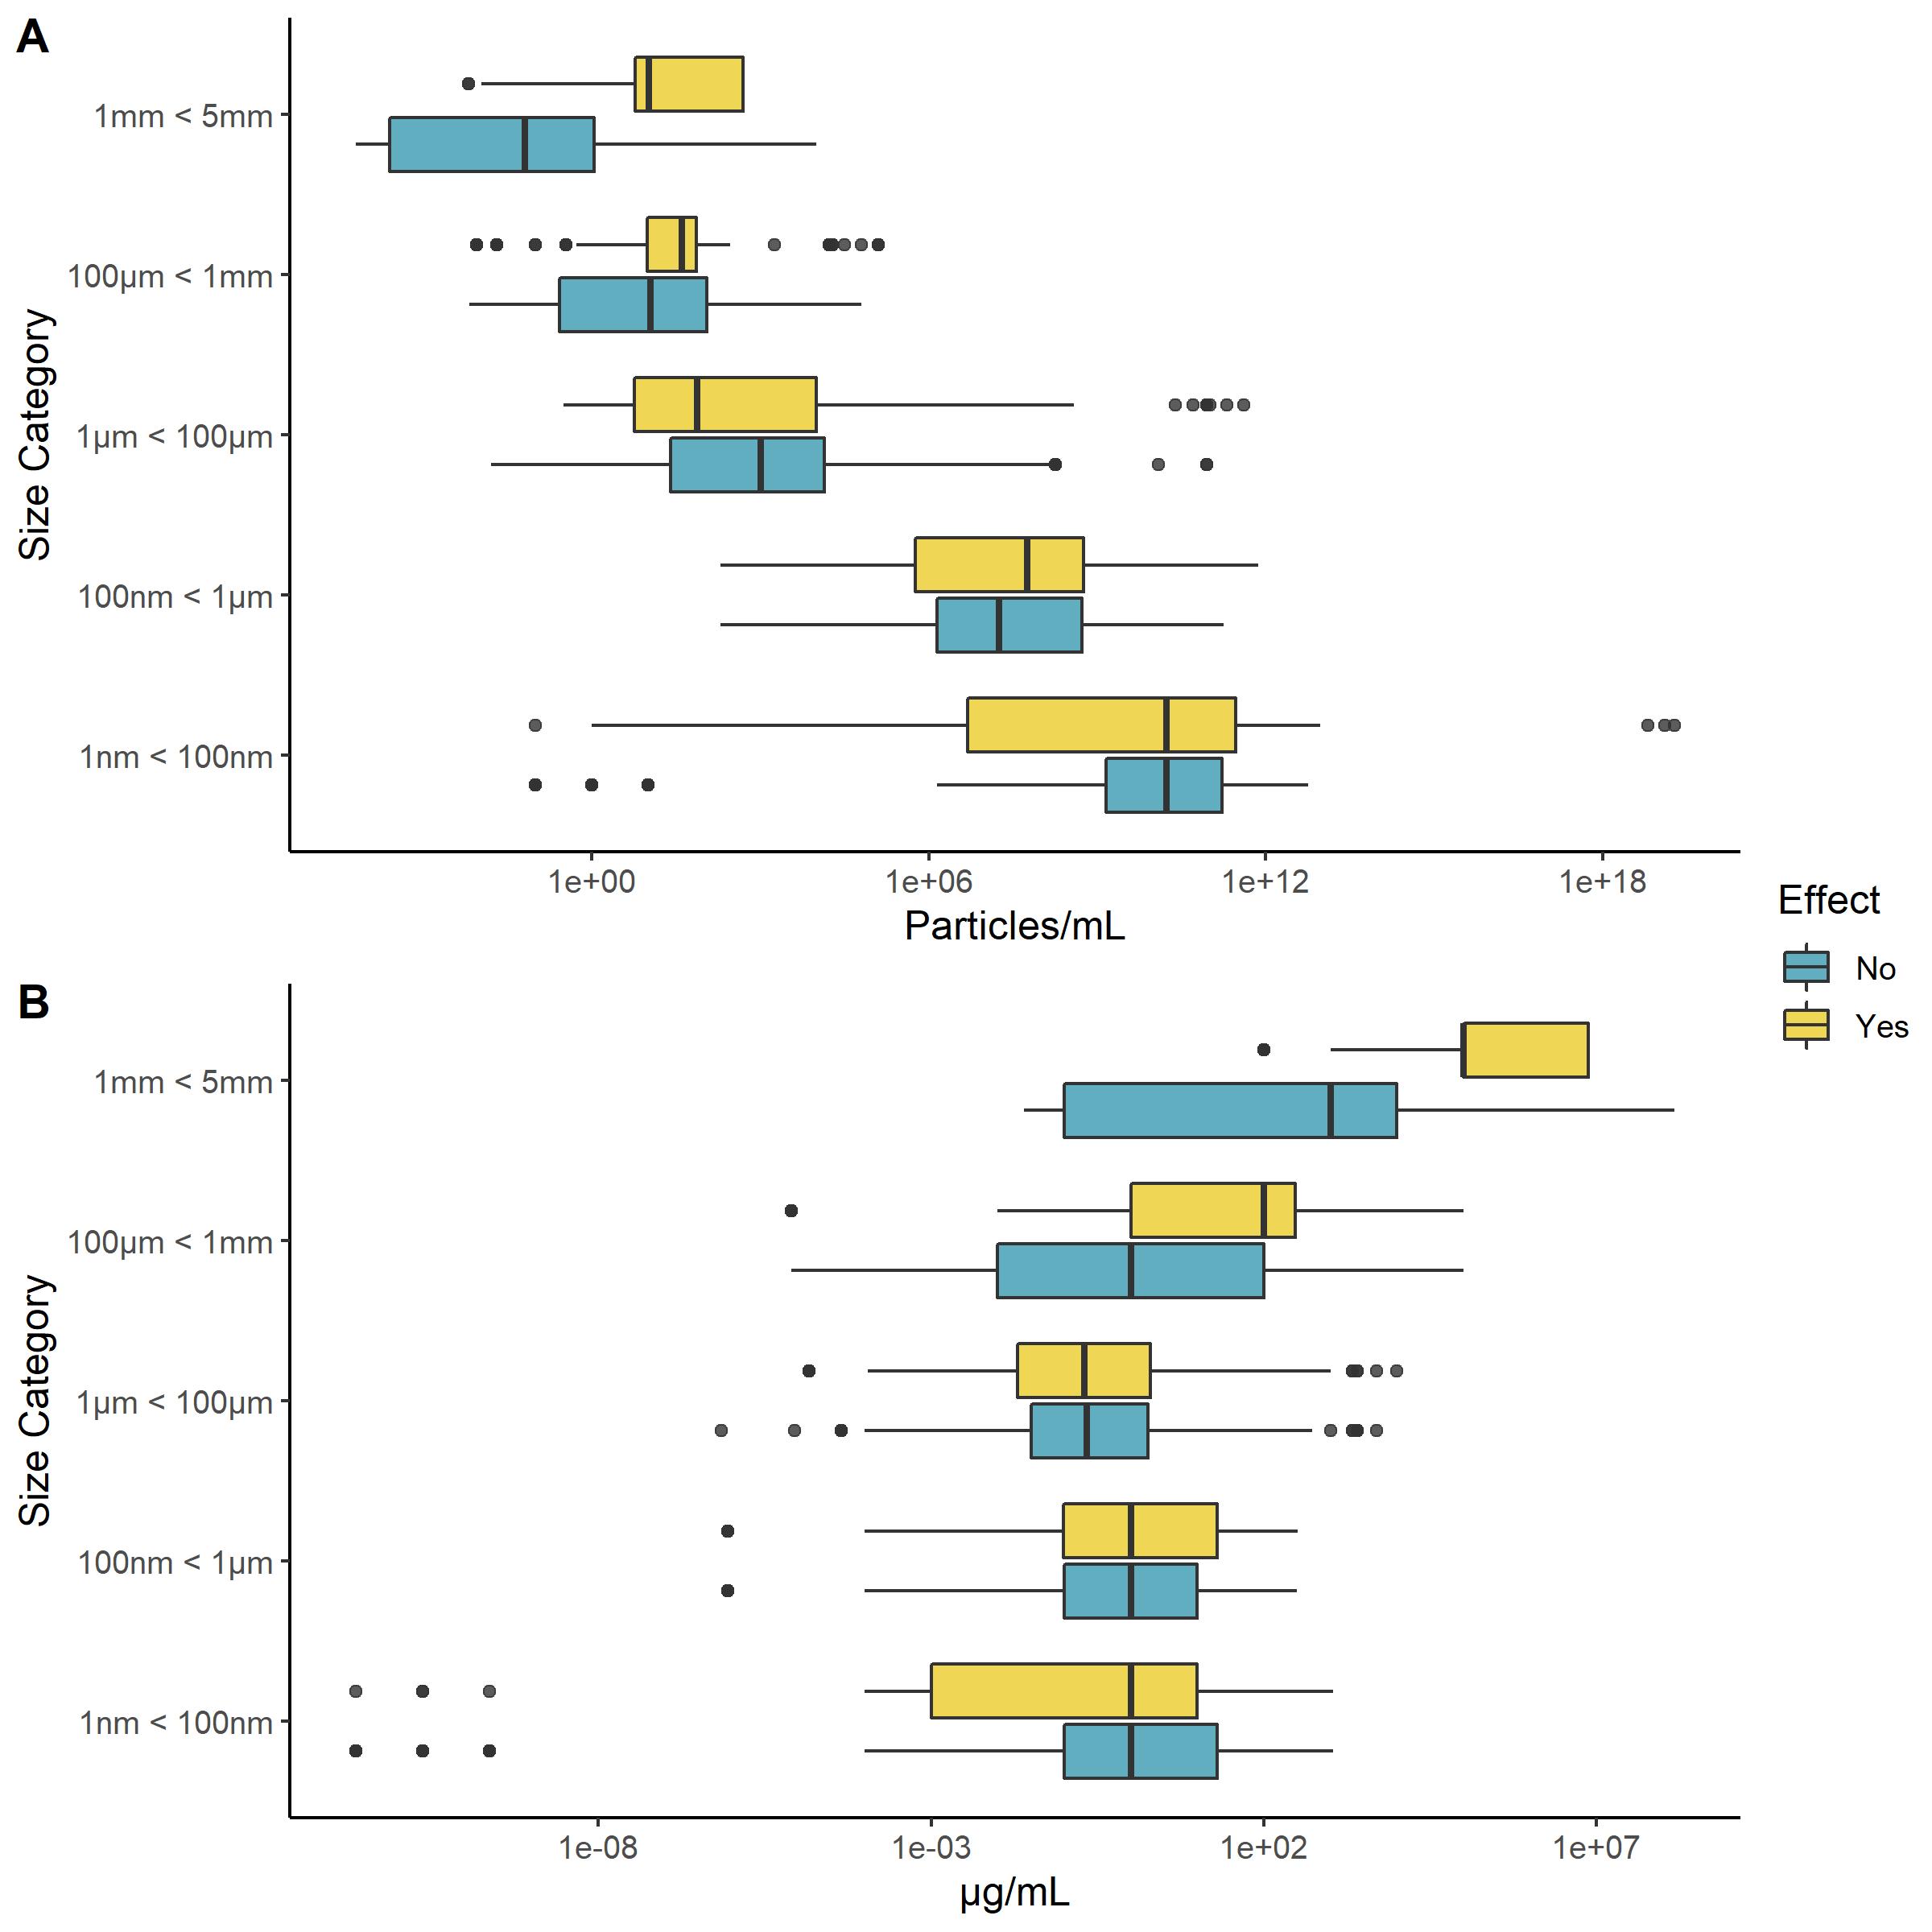 A
1mm < 5mm
100µm < 1mm
1µm < 100µm
100nm < 1µm
1nm < 100nm
Size Category
1e+00 1e+06 1e+12 1e+18
Particles/mL
Effect
No
Yes
B
1mm < 5mm
100µm < 1mm
1µm < 100µm
100nm < 1µm
1nm < 100nm
Size Category
1e-08 1e-03 1e+02 1e+07
µg/mL